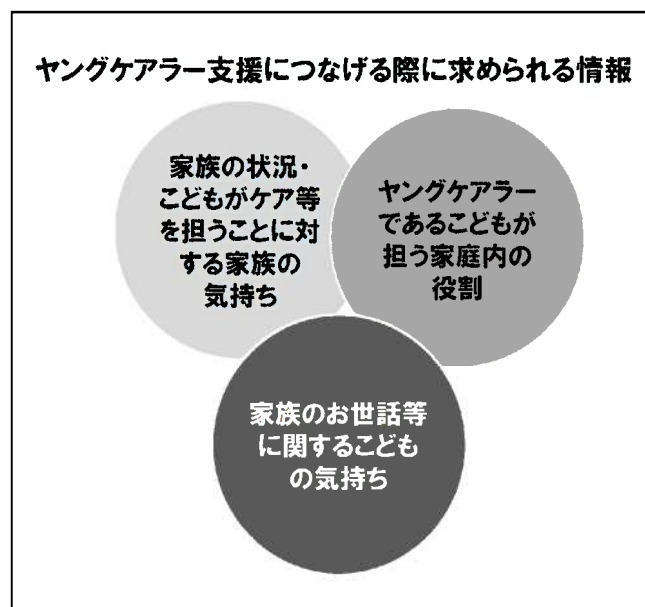 ヤングケアラー支援につなげる際に求められる情報
家族の状況・
こどもがケア等
を担うことに対
する家族の
気持ち
ヤングケアラー
であるこどもが
担う家庭内の
役割
家族のお世話等
に関するこども
の気持ち